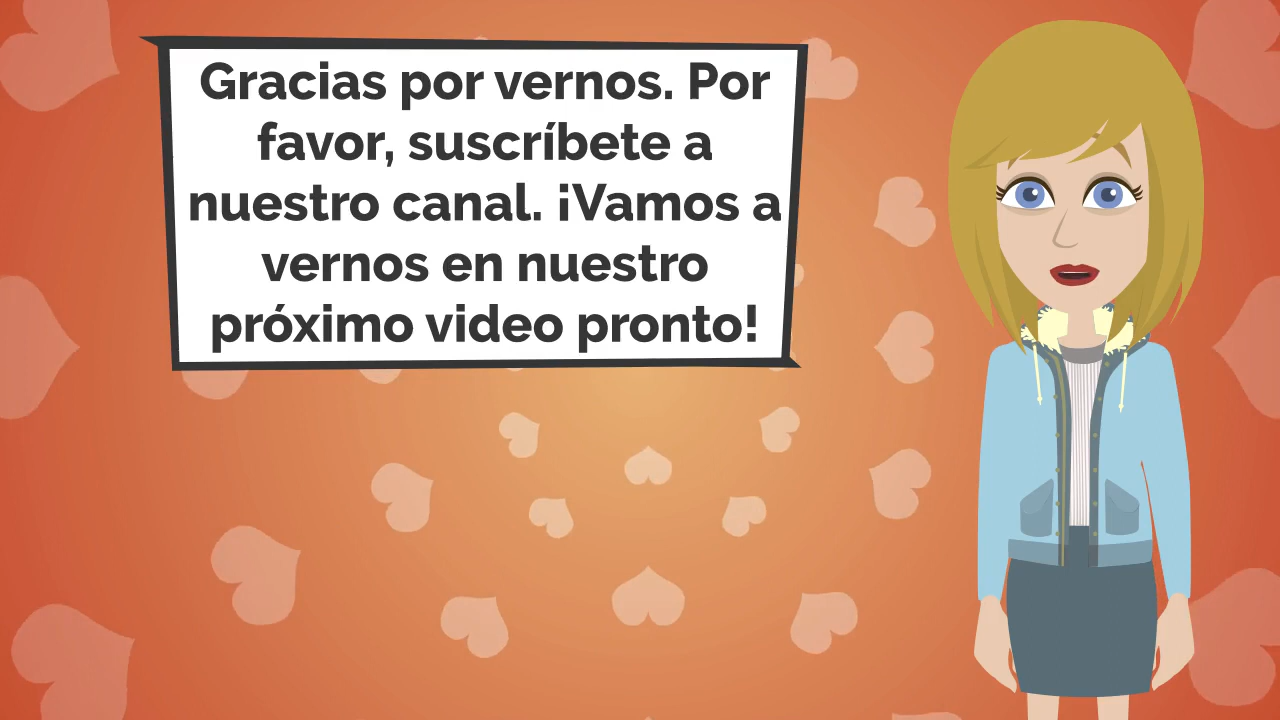 Gracias por vernos. Por
favor, suscríbete a
nuestro canal. ¡Vamos a
vernos en nuestro
próximo video pronto!